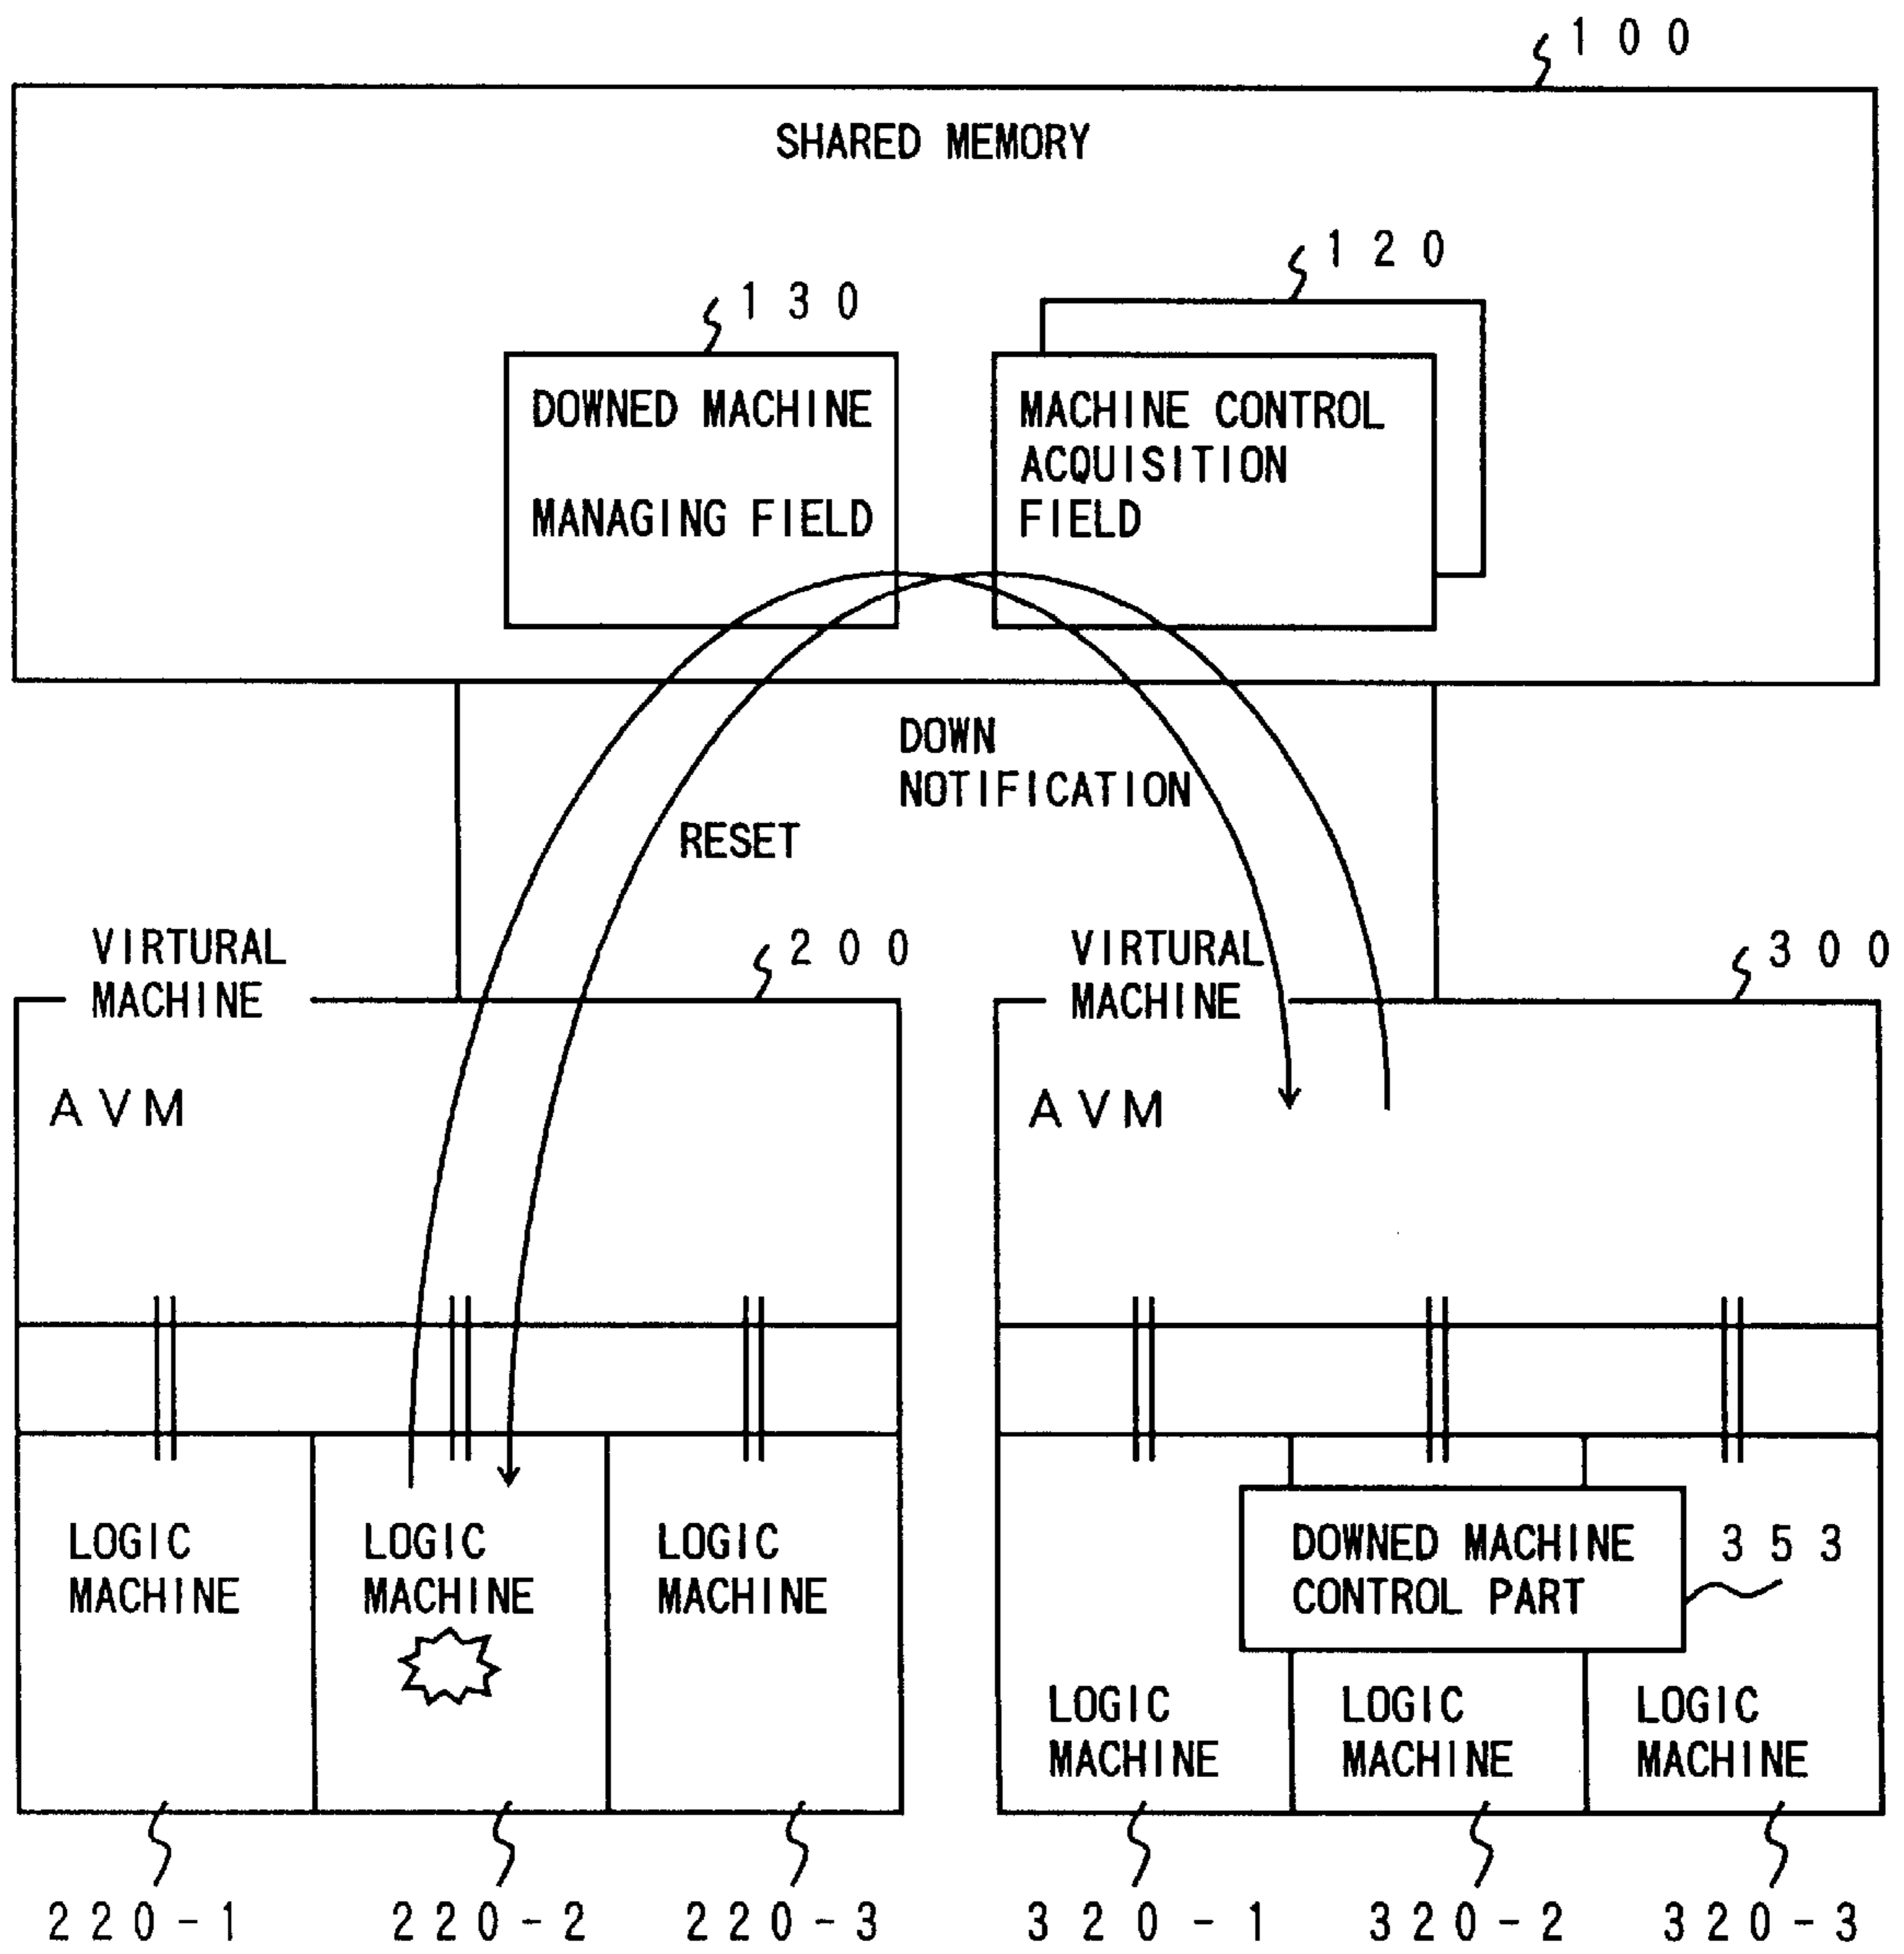 100
SHARED MEMORY
120
130
DOWNED MACHINE
MANAGING FIELD
MACHINE CONTROL
ACQUISITION
FIELD
DOWN
NOTIFICATION
RESET
VIRTURAL
MACHINE
200
VIRTURAL
MACHINE
300
AVM
AVM
LOGIC
MACHINE
LOGIC
MACHINE
LOGIC
MACHINE
DOWNED MACHINE
CONTROL PART
353
LOGIC
MACHINE
LOGIC
MACHINE
LOGIC
MACHINE
220-1
220-2
220-3
320-1
320-2
320-3